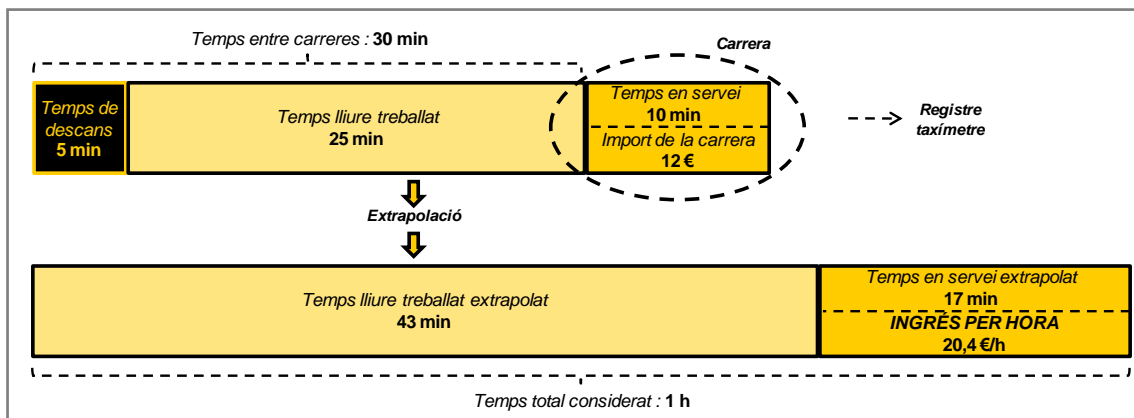 Temps entre carreres : 30 min
Carrera
Temps de
descans
5 min
Temps lliure treballat
25 min
Temps en servei
10 min
Import de la carrera
12 €
Registre
taxímetre
Extrapolació
Temps lliure treballat extrapolat
43 min
Temps en servei extrapolat
17 min
INGRÉS PER HORA
20,4 €/h
Temps total considerat : 1 h